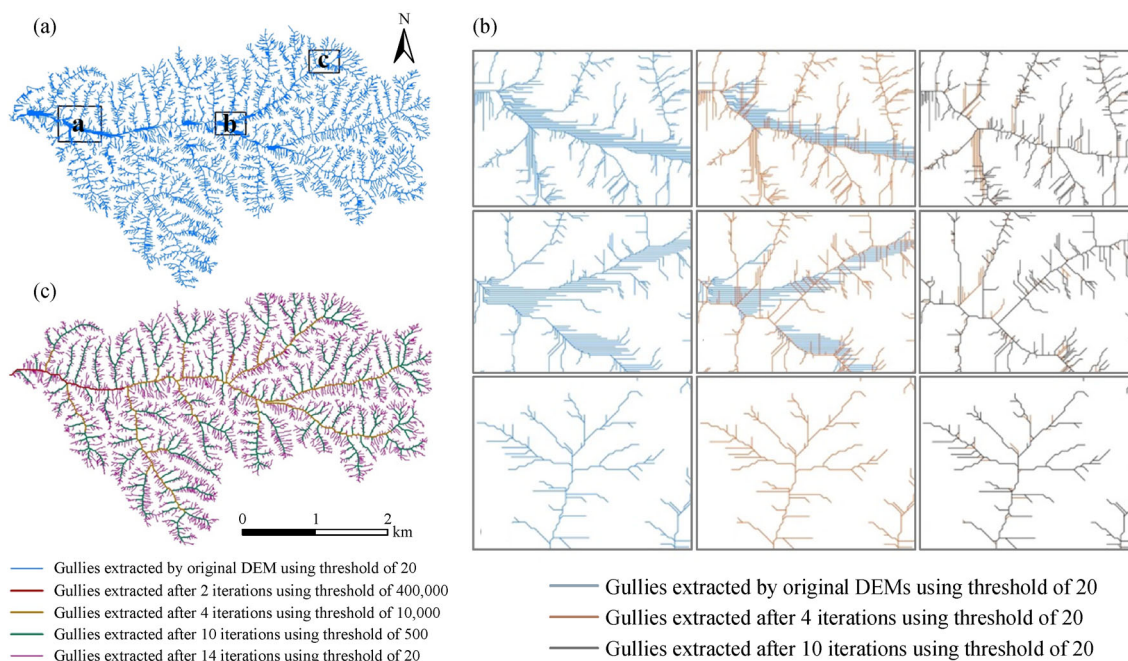 (a)
N
c
a
b
(c)
0 1 2
km
Gullies extracted by original DEM using threshold of 20
Gullies extracted after 2 iterations using threshold of 400,000
Gullies extracted after 4 iterations using threshold of 10,000
Gullies extracted after 10 iterations using threshold of 500
Gullies extracted after 14 iterations using threshold of 20
(b)
Gullies extracted by original DEMs using threshold of 20
Gullies extracted after 4 iterations using threshold of 20
Gullies extracted after 10 iterations using threshold of 20